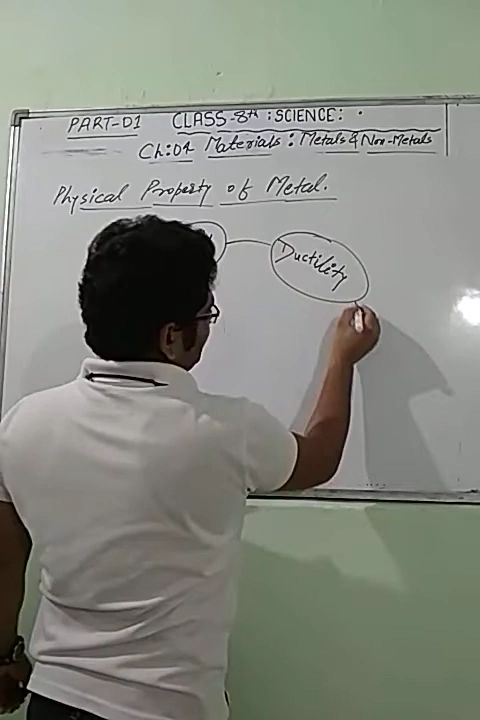 PART-01 CLASS-8th: SCIENCE:
Ch:04 Materials: Metals & Non-Metals
Physical Property of Metal.
Ductility